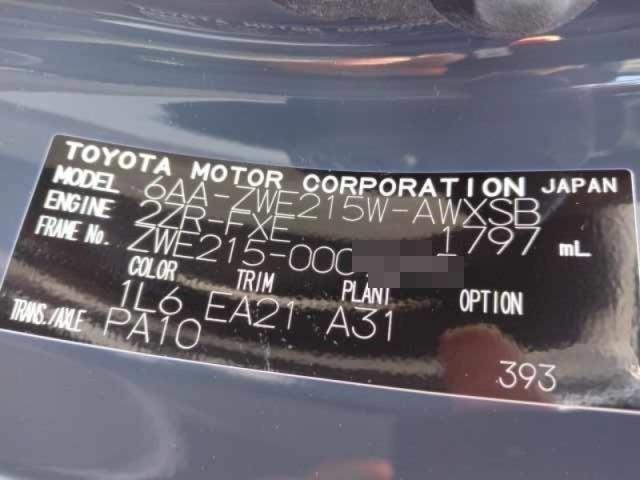 TOYOTA MOTOR CORPORATION JAPAN
MODEL 6AA-ZWE215W-AWXSB
ENGINE 2ZR-FXE 1797 mL
FRAME No. ZWE215-000
COLOR TRIM PLANT OPTION
1L6 EA21 A31
TRANS./AXLE PA10
393